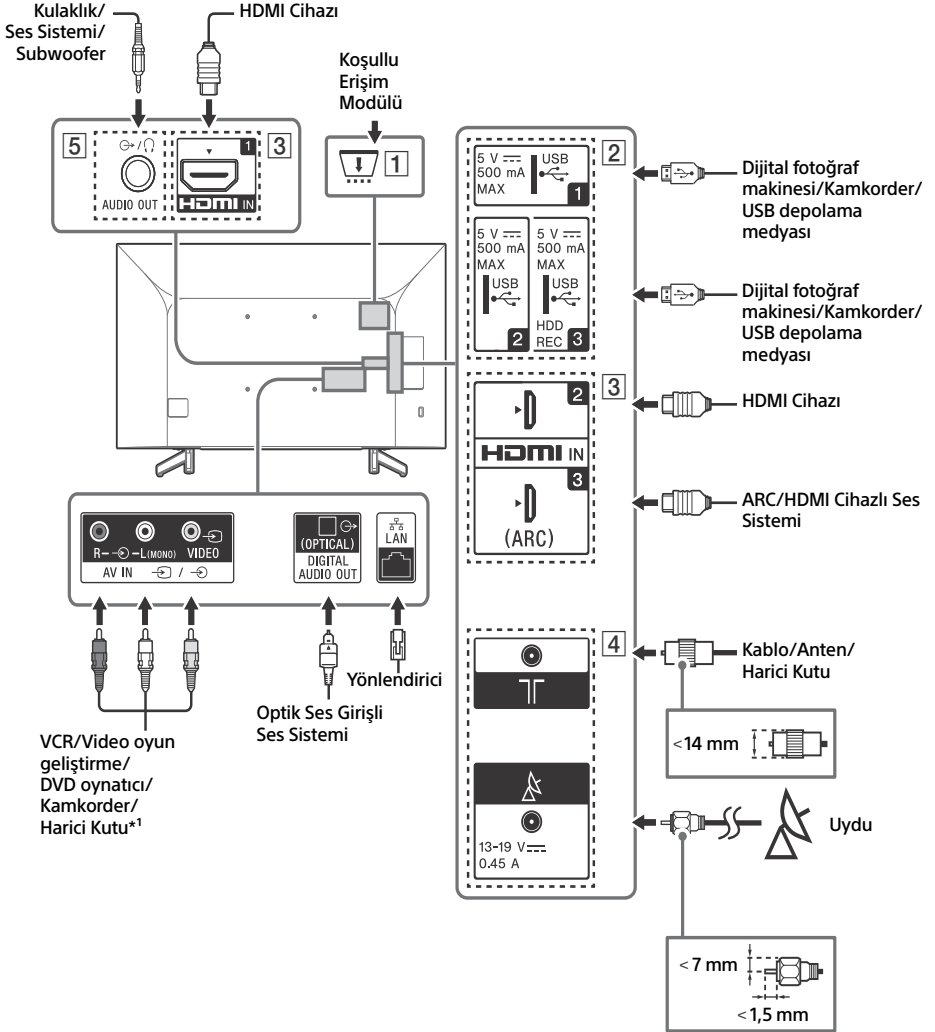 Kulaklık/
Ses Sistemi/
Subwoofer
HDMI Cihazı
Koşullu
Erişim
Modülü
5
AUDIO OUT
1
HDMI IN
3
1
2
5 V
500 mA
MAX
USB
1
Dijital fotoğraf
makinesi/Kamkorder/
USB depolama
medyası
5 V
500 mA
MAX
USB
2
5 V
500 mA
MAX
USB
HDD
REC 3
Dijital fotoğraf
makinesi/Kamkorder/
USB depolama
medyası
3
2
HDMI IN
3
(ARC)
HDMI Cihazı
ARC/HDMI Cihazlı Ses
Sistemi
R- -L(MONO) VIDEO
AV IN /
(OPTICAL)
DIGITAL
AUDIO OUT
LAN
VCR/Video oyun
geliştirme/
DVD oynatıcı/
Kamkorder/
Harici Kutu*1
Optik Ses Girişli
Ses Sistemi
Yönlendirici
4
Kablo/Anten/
Harici Kutu
<14 mm
13-19 V
0.45 A
Uydu
<7 mm
<1,5 mm